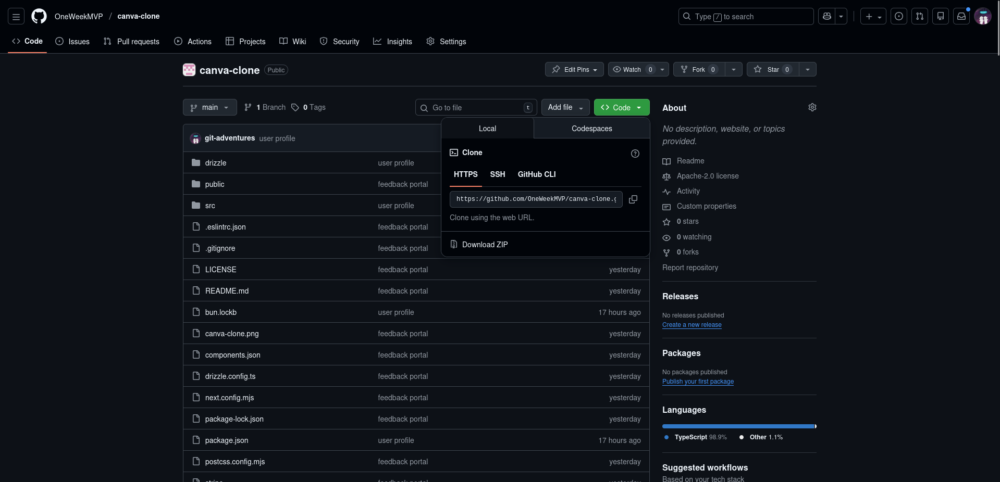 OneWeekMVP / canva-clone
Type / to search
Code Issues Pull requests Actions Projects Wiki Security Insights Settings
canva-clone Public
Edit Pins Watch 0 Fork 0 Star 0
main 1 Branch 0 Tags
Go to file t Add file Code
git-adventures user profile
drizzle user profile
public feedback portal
src user profile
.eslintrc.json feedback portal
.gitignore feedback portal
LICENSE feedback portal yesterday
README.md feedback portal yesterday
bun.lockb user profile 17 hours ago
canva-clone.png feedback portal yesterday
components.json feedback portal yesterday
drizzle.config.ts feedback portal yesterday
next.config.mjs feedback portal yesterday
package-lock.json feedback portal yesterday
package.json user profile 17 hours ago
postcss.config.mjs feedback portal yesterday
Local Codespaces
Clone
HTTPS SSH GitHub CLI
https://github.com/OneWeekMVP/canva-clone.g
Clone using the web URL.
Download ZIP
About
No description, website, or topics
provided.
Readme
Apache-2.0 license
Activity
Custom properties
0 stars
0 watching
0 forks
Report repository
Releases
No releases published
Create a new release
Packages
No packages published
Publish your first package
Languages
TypeScript 98.9% Other 1.1%
Suggested workflows
Based on your tech stack